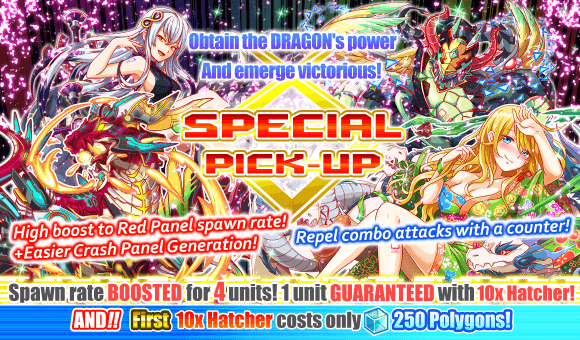 Obtain the DRAGON's power
And emerge victorious!
SPECIAL
PICK-UP
High boost to Red Panel spawn rate!
+Easier Crash Panel Generation!
Repel combo attacks with a counter!
Spawn rate BOOSTED for 4 units! 1 unit GUARANTEED with 10x Hatcher!
AND!! First 10x Hatcher costs only 250 Polygons!